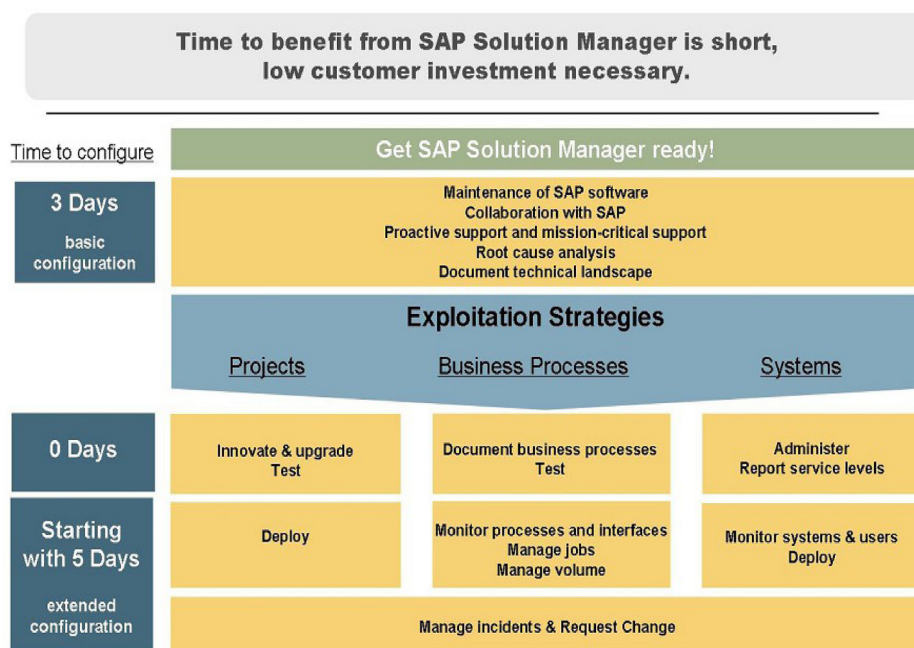 Time to benefit from SAP Solution Manager is short,
low customer investment necessary.
Time to configure
Get SAP Solution Manager ready!
3 Days
basic
configuration
Maintenance of SAP software
Collaboration with SAP
Proactive support and mission-critical support
Root cause analysis
Document technical landscape
Exploitation Strategies
Projects
Business Processes
Systems
0 Days
Innovate & upgrade
Test
Document business processes
Test
Administer
Report service levels
Starting
with 5 Days
extended
configuration
Deploy
Monitor processes and interfaces
Manage jobs
Manage volume
Monitor systems & users
Deploy
Manage incidents & Request Change